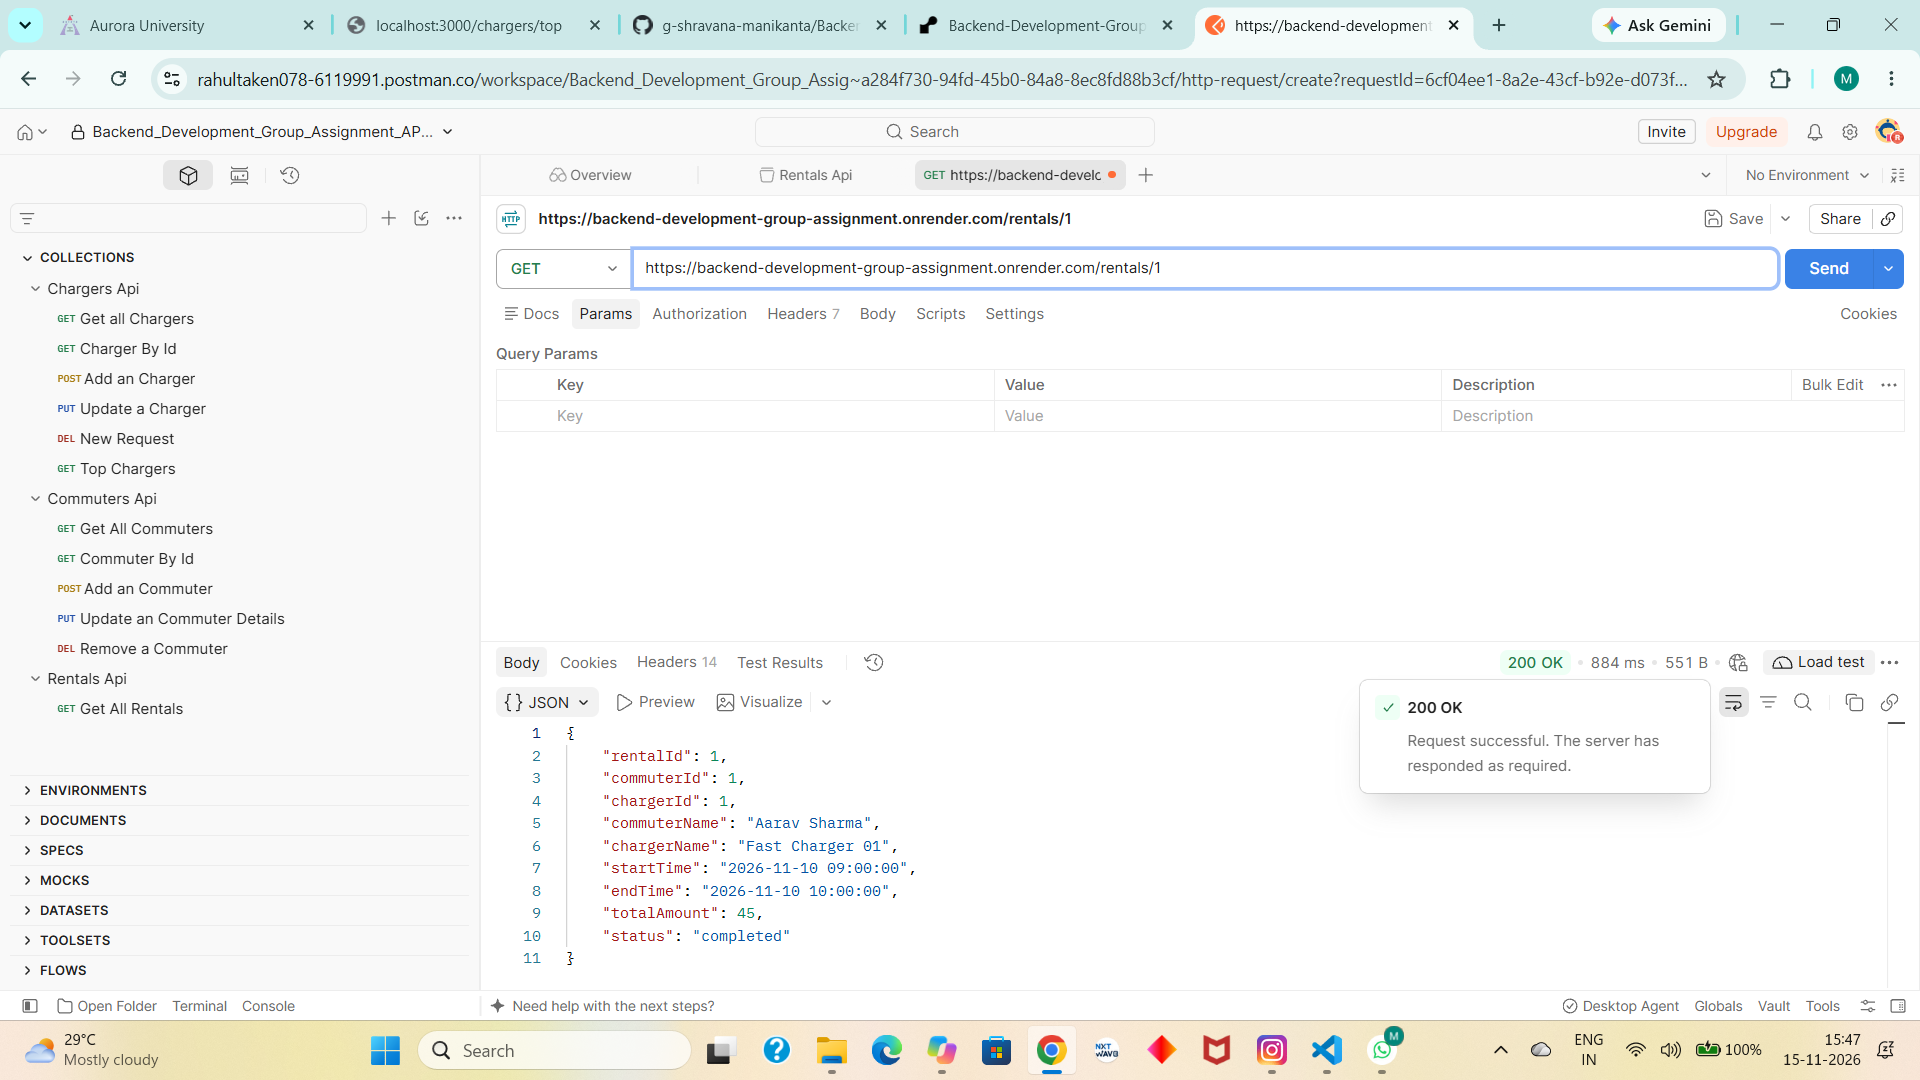 Aurora University
localhost:3000/chargers/top
g-shravana-manikanta/Backen
Backend-Development-Group
https://backend-development
Ask Gemini
rahultaken078-6119991.postman.co/workspace/Backend_Development_Group_Assig~a284f730-94fd-45b0-84a8-8ec8fd88b3cf/http-request/create?requestId=6cf04ee1-8a2e-43cf-b92e-d073f...
M
Backend_Development_Group_Assignment_AP...
Search
Invite
Upgrade
R
Overview
Rentals Api
GET https://backend-develc
No Environment
HTTP
https://backend-development-group-assignment.onrender.com/rentals/1
Save
Share
COLLECTIONS
Chargers Api
GET Get all Chargers
GET Charger By Id
POST Add an Charger
PUT Update a Charger
DEL New Request
GET Top Chargers
Commuters Api
GET Get All Commuters
GET Commuter By Id
POST Add an Commuter
PUT Update an Commuter Details
DEL Remove a Commuter
Rentals Api
GET Get All Rentals
ENVIRONMENTS
DOCUMENTS
SPECS
MOCKS
DATASETS
TOOLSETS
FLOWS
GET
https://backend-development-group-assignment.onrender.com/rentals/1
Send
Docs
Params
Authorization
Headers 7
Body
Scripts
Settings
Cookies
Query Params
Key
Value
Description
Bulk Edit
Key
Value
Description
Body
Cookies
Headers 14
Test Results
200 OK
884 ms
551 B
Load test
{} JSON
Preview
Visualize
200 OK
Request successful. The server has
responded as required.
1 {
2 "rentalId": 1,
3 "commuterId": 1,
4 "chargerId": 1,
5 "commuterName": "Aarav Sharma",
6 "chargerName": "Fast Charger 01",
7 "startTime": "2026-11-10 09:00:00",
8 "endTime": "2026-11-10 10:00:00",
9 "totalAmount": 45,
10 "status": "completed"
11 }
Open Folder
Terminal
Console
Need help with the next steps?
Desktop Agent
Globals
Vault
Tools
29°C
Mostly cloudy
Search
NXT
WAVE
M
ENG
IN
100%
15:47
15-11-2026